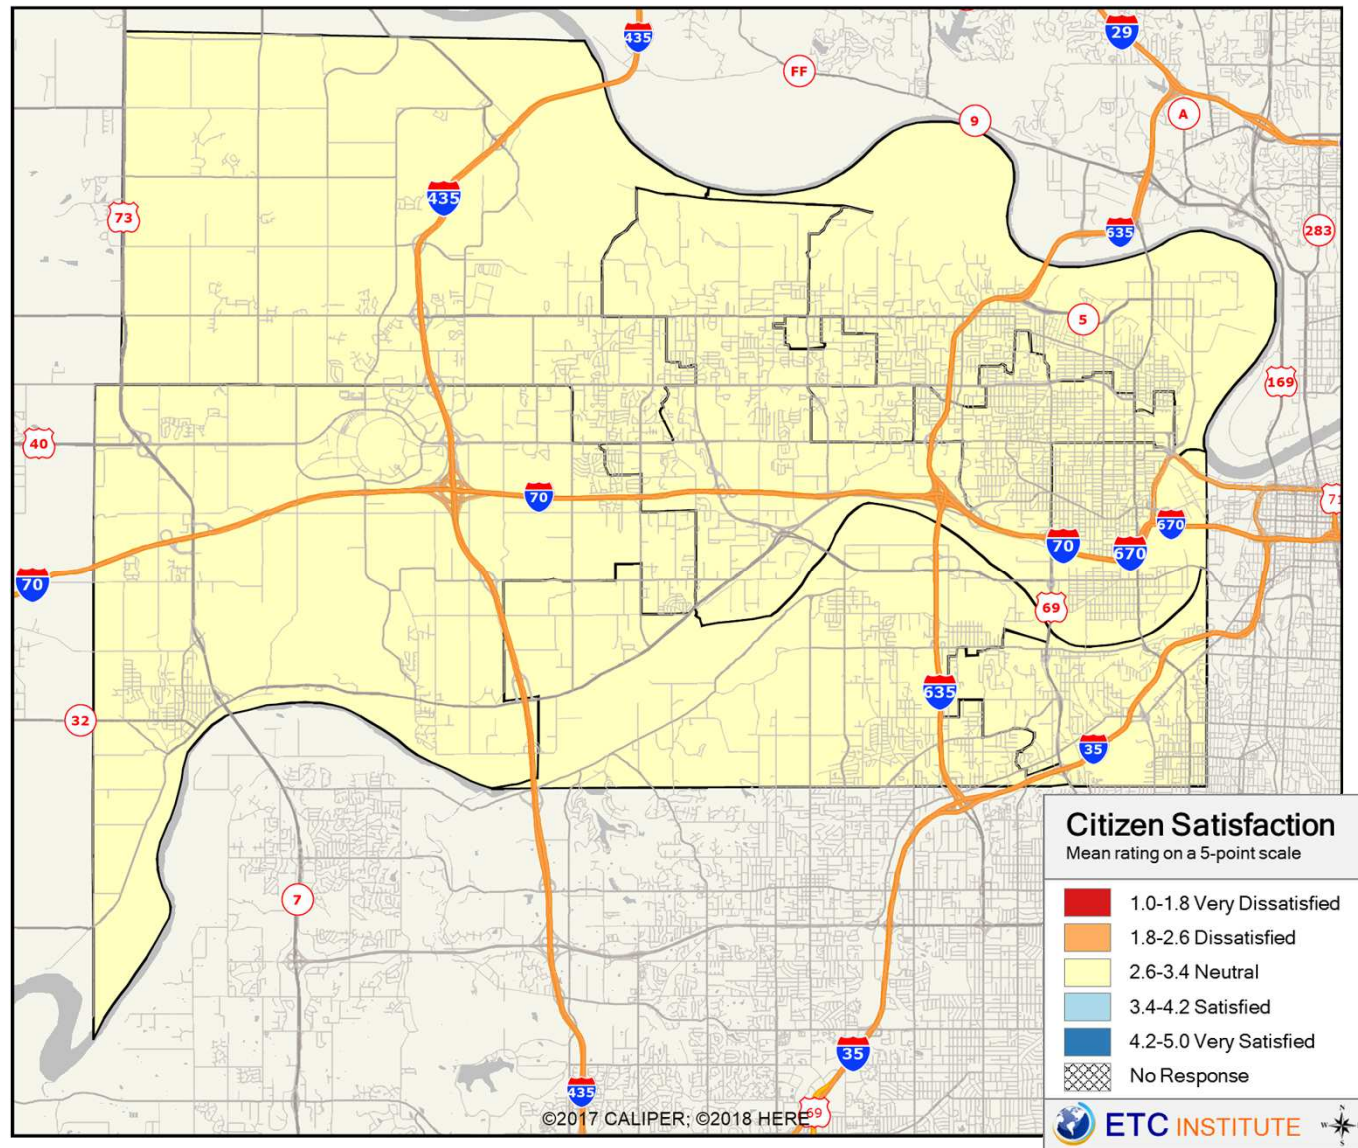 435
29
FF
A
9
435
73
635
283
5
169
40
70
70
670
70
670
69
635
32
35
7
35
435
69
©2017 CALIPER; ©2018 HERE
Citizen Satisfaction
Mean rating on a 5-point scale
1.0-1.8 Very Dissatisfied
1.8-2.6 Dissatisfied
2.6-3.4 Neutral
3.4-4.2 Satisfied
4.2-5.0 Very Satisfied
No Response
ETC INSTITUTE
N
W
S